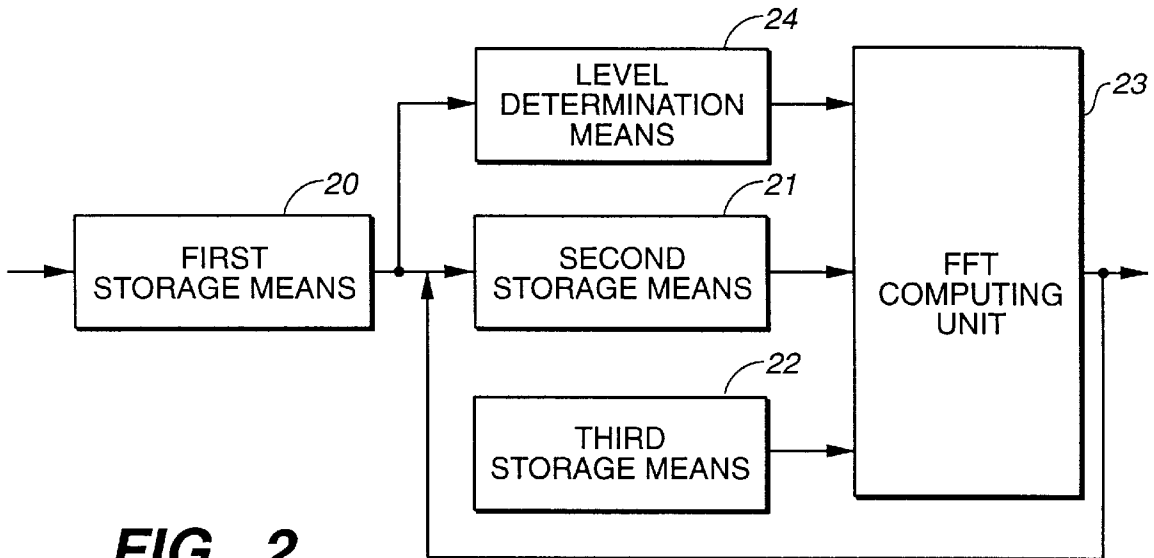 24
LEVEL
DETERMINATION
MEANS
23
20
21
FIRST
STORAGE MEANS
SECOND
STORAGE MEANS
FFT
COMPUTING
UNIT
22
THIRD
STORAGE MEANS
FIG. 2